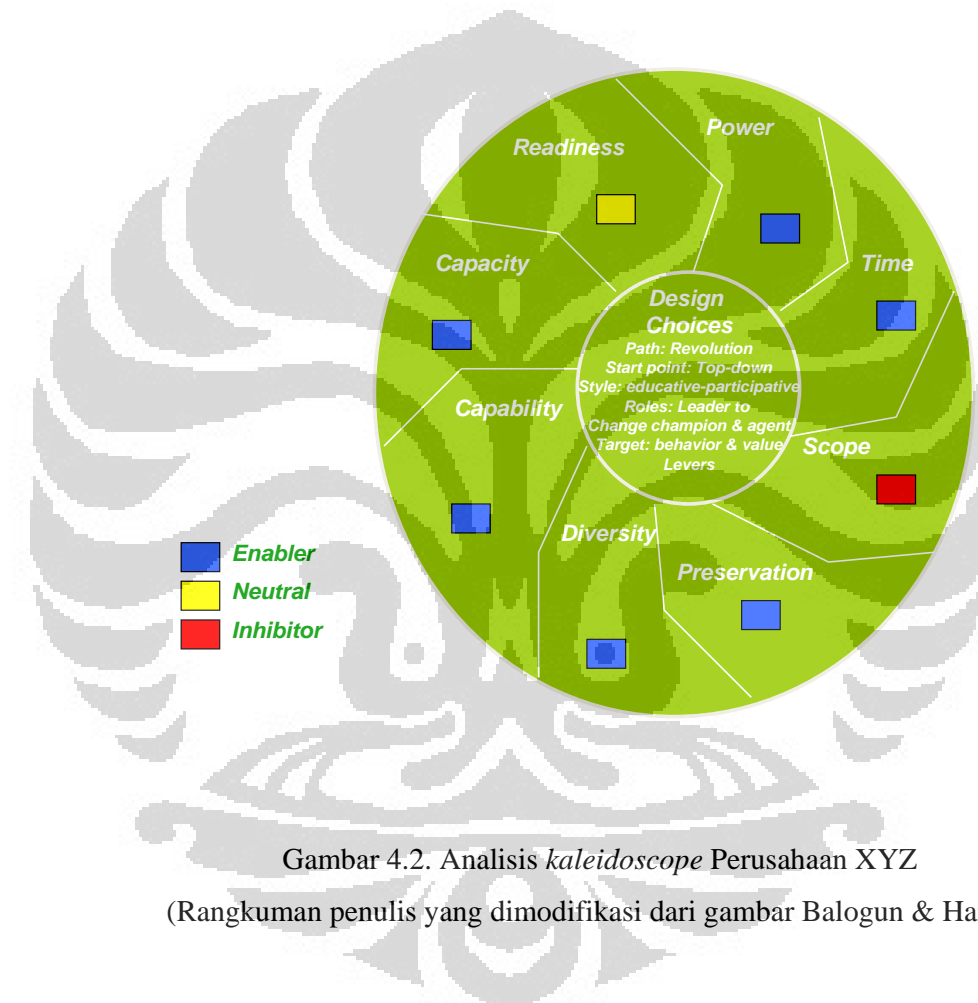 Power
Readiness
Capacity
Time
Design
Choices
Path: Revolution
Start point: Top-down
Style: educative-participative
Roles: Leader to
Change champion & agent
Target: behavior & value
Levers
Capability
Scope
Diversity
Preservation
Enabler
Neutral
Inhibitor
Gambar 4.2. Analisis kaleidoscope Perusahaan XYZ
(Rangkuman penulis yang dimodifikasi dari gambar Balogun & Ha